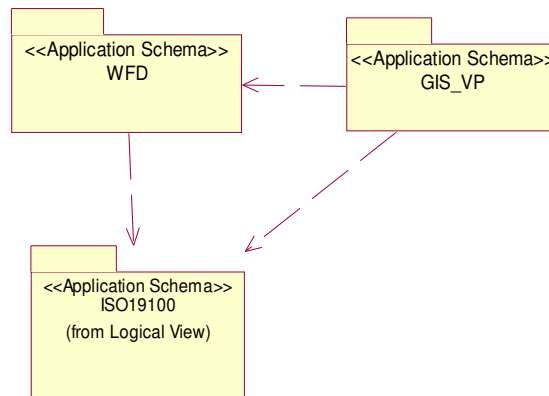 <<Application Schema>>
WFD
<<Application Schema>>
GIS_VP
<<Application Schema>>
ISO19100
(from Logical View)